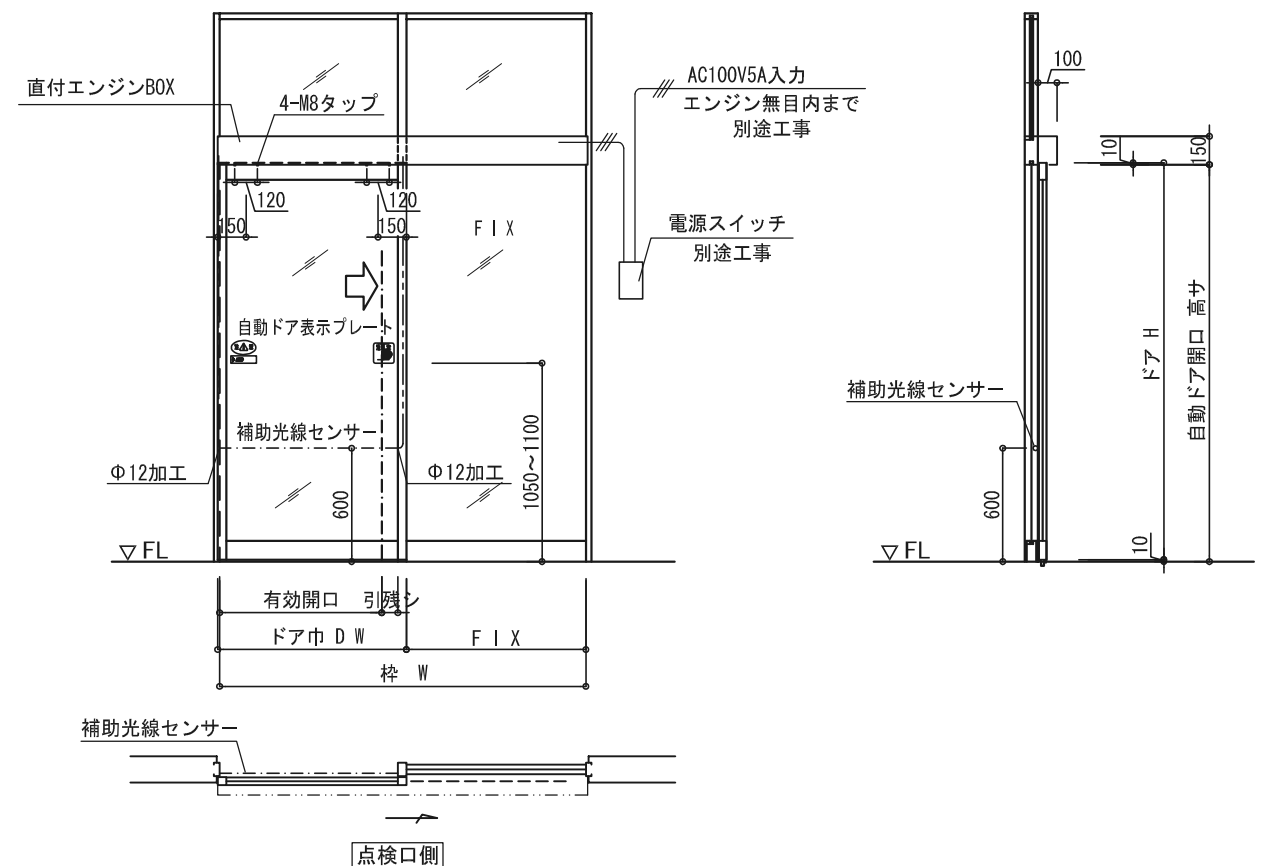 直付エンジンBOX
4-M8タップ
AC100V5A入力
エンジン無目内まで
別途工事
100
10
150
120
120
150
150
FIX
電源スイッチ
別途工事
自動ドア表示プレート
ドア H
自動ドア開口 高サ
補助光線センサー
補助光線センサー
Φ12加工
Φ12加工
600
1050～1100
600
10
▽FL
▽FL
有効開口 引残シ
ドア巾 DW
FIX
枠 W
補助光線センサー
点検口側